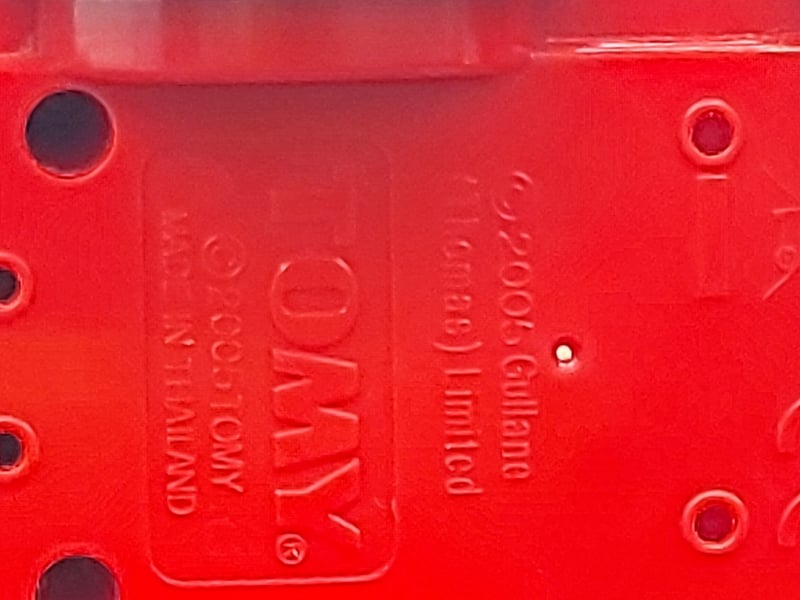 © 2005 Gullane
(Thomas) Limited
TOMY®
© 2005 TOMY
MADE IN THAILAND